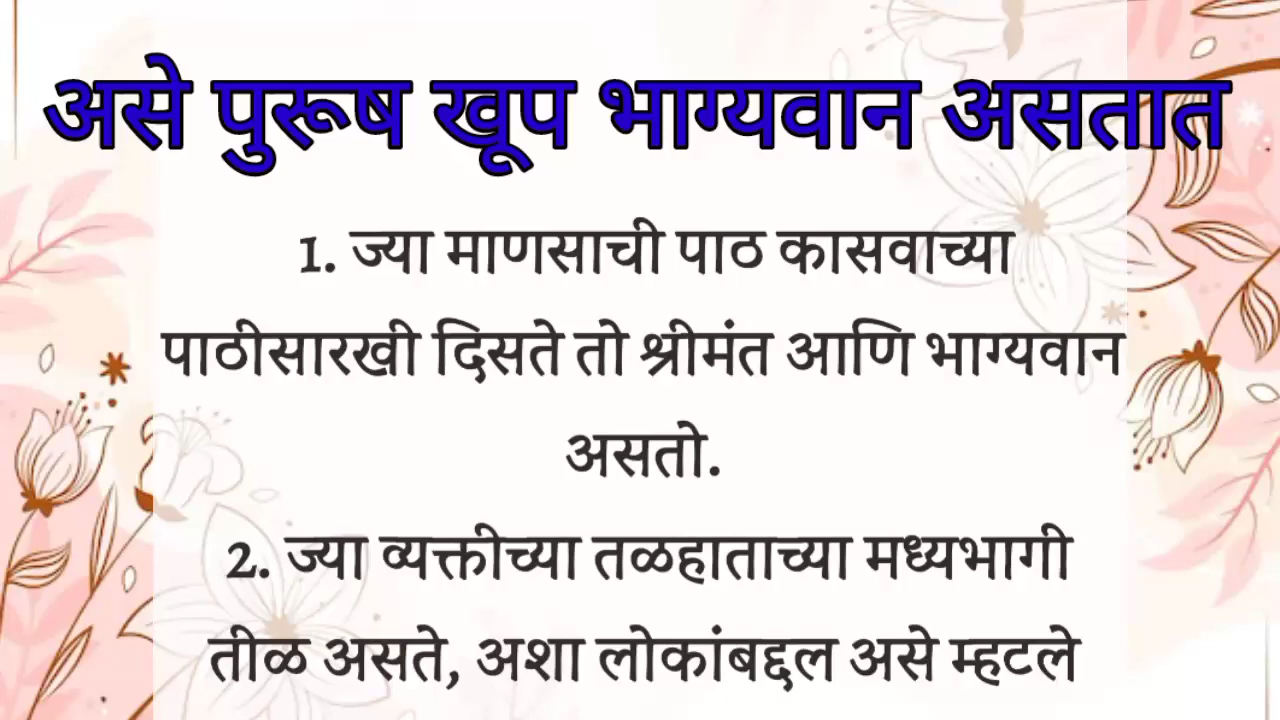 असे पुरूष खूप भाग्यवान असतात
1. ज्या माणसाची पाठ कासवाच्या
पाठीसारखी दिसते तो श्रीमंत आणि भाग्यवान
असतो.
2. ज्या व्यक्तीच्या तळहाताच्या मध्यभागी
तीळ असते, अशा लोकांबद्दल असे म्हटले